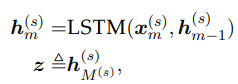 h_m^{(s)} =LSTM(x_m^{(s)}, h_{m-1}^{(s)})
z ≜h_{M^{(s)}}^{(s)},